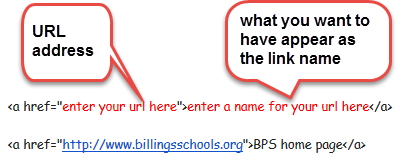 URL
address
what you want to
have appear as
the link name
<a href="enter your url here">enter a name for your url here</a>
<a href="http://www.billingsschools.org">BPS home page</a>